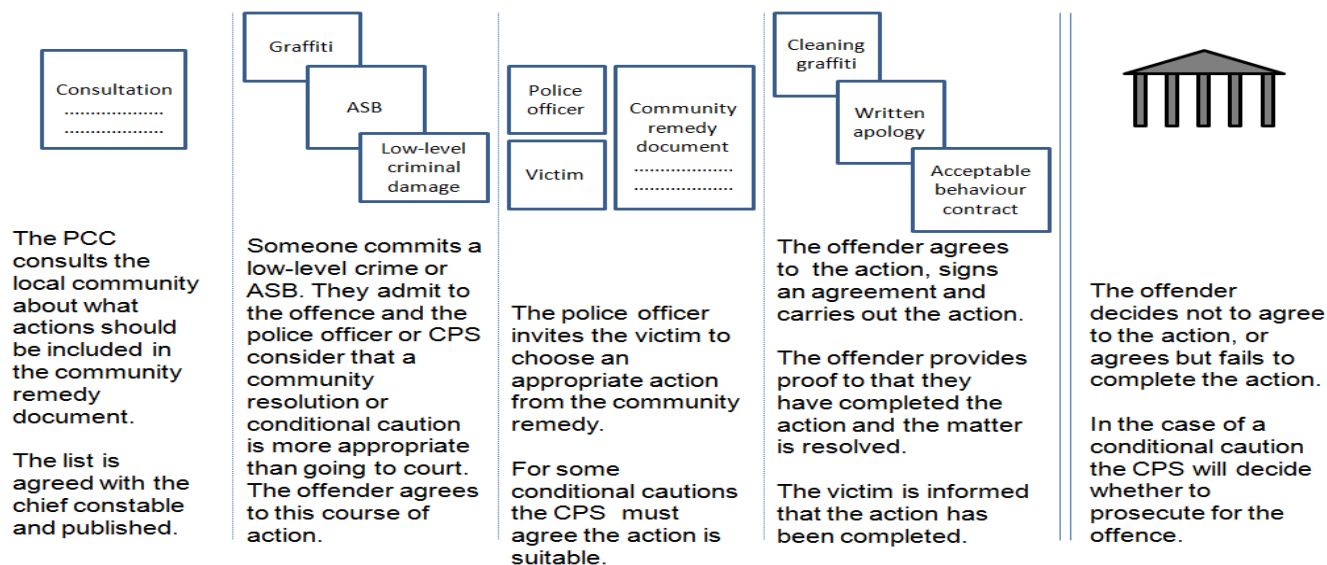 Consultation
...................
...................
The PCC
consults the
local community
about what
actions should
be included in
the community
remedy
document.
The list is
agreed with the
chief constable
and published.
Graffiti
ASB
Low-level
criminal
damage
Someone commits a
low-level crime or
ASB. They admit to
the offence and the
police officer or CPS
consider that a
community
resolution or
conditional caution
is more appropriate
than going to court.
The offender agrees
to this course of
action.
Police
officer
Victim
Community
remedy
document
...................
...................
The police officer
invites the victim to
choose an
appropriate action
from the community
remedy.
For some
conditional cautions
the CPS must
agree the action is
suitable.
Cleaning
graffiti
Written
apology
Acceptable
behaviour
contract
The offender agrees
to the action, signs
an agreement and
carries out the action.
The offender provides
proof to that they
have completed the
action and the matter
is resolved.
The victim is informed
that the action has
been completed.
The offender
decides not to agree
to the action, or
agrees but fails to
complete the action.
In the case of a
conditional caution
the CPS will decide
whether to
prosecute for the
offence.